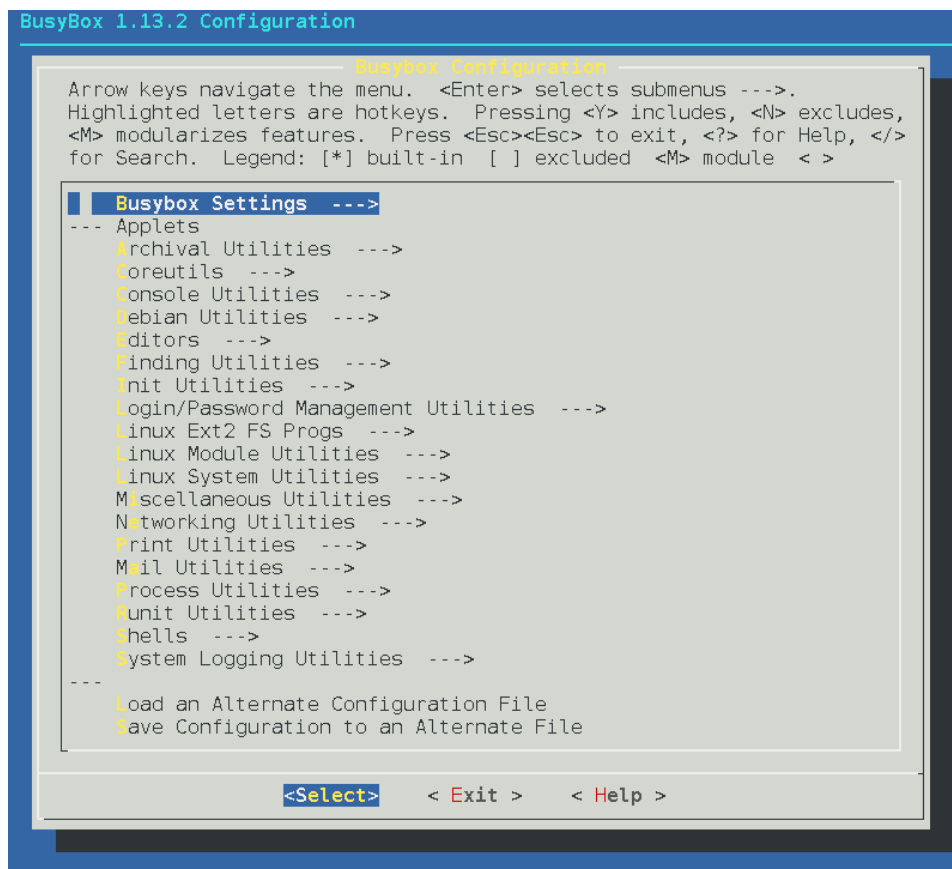 BusyBox 1.13.2 Configuration
Busybox Configuration
Arrow keys navigate the menu.  <Enter> selects submenus --->.
Highlighted letters are hotkeys.  Pressing <Y> includes, <N> excludes,
<M> modularizes features.  Press <Esc><Esc> to exit, <?> for Help, </>
for Search.  Legend: [*] built-in  [ ] excluded  <M> module  < >
Busybox Settings  --->
--- Applets
Archival Utilities  --->
Coreutils  --->
Console Utilities  --->
Debian Utilities  --->
Editors  --->
Finding Utilities  --->
Init Utilities  --->
Login/Password Management Utilities  --->
Linux Ext2 FS Progs  --->
Linux Module Utilities  --->
Linux System Utilities  --->
Miscellaneous Utilities  --->
Networking Utilities  --->
Print Utilities  --->
Mail Utilities  --->
Process Utilities  --->
Runit Utilities  --->
Shells  --->
System Logging Utilities  --->
---
Load an Alternate Configuration File
Save Configuration to an Alternate File
<Select>    < Exit >    < Help >